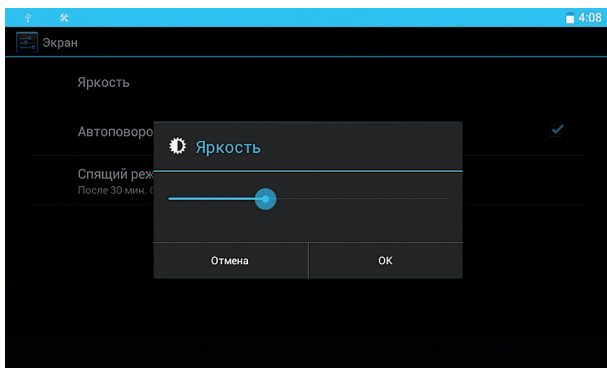 4:08
Экран
Яркость
Автоповоро
Яркость
Спящий реж
После 30 мин.
Отмена
OK